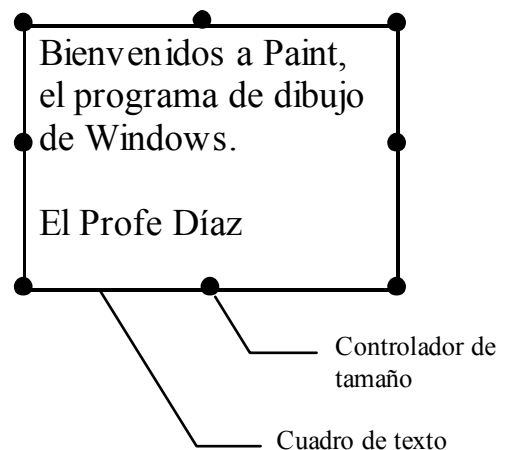 Bienvenidos a Paint,
el programa de dibujo
de Windows.
El Profe Díaz
Controlador de
tamaño
Cuadro de texto